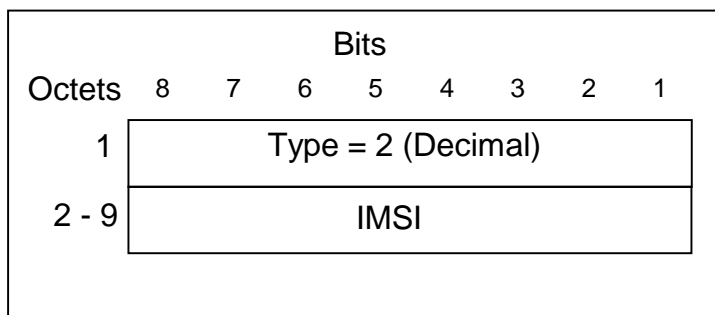 Bits
Octets 8 7 6 5 4 3 2 1
1 Type = 2 (Decimal)
2 - 9 IMSI